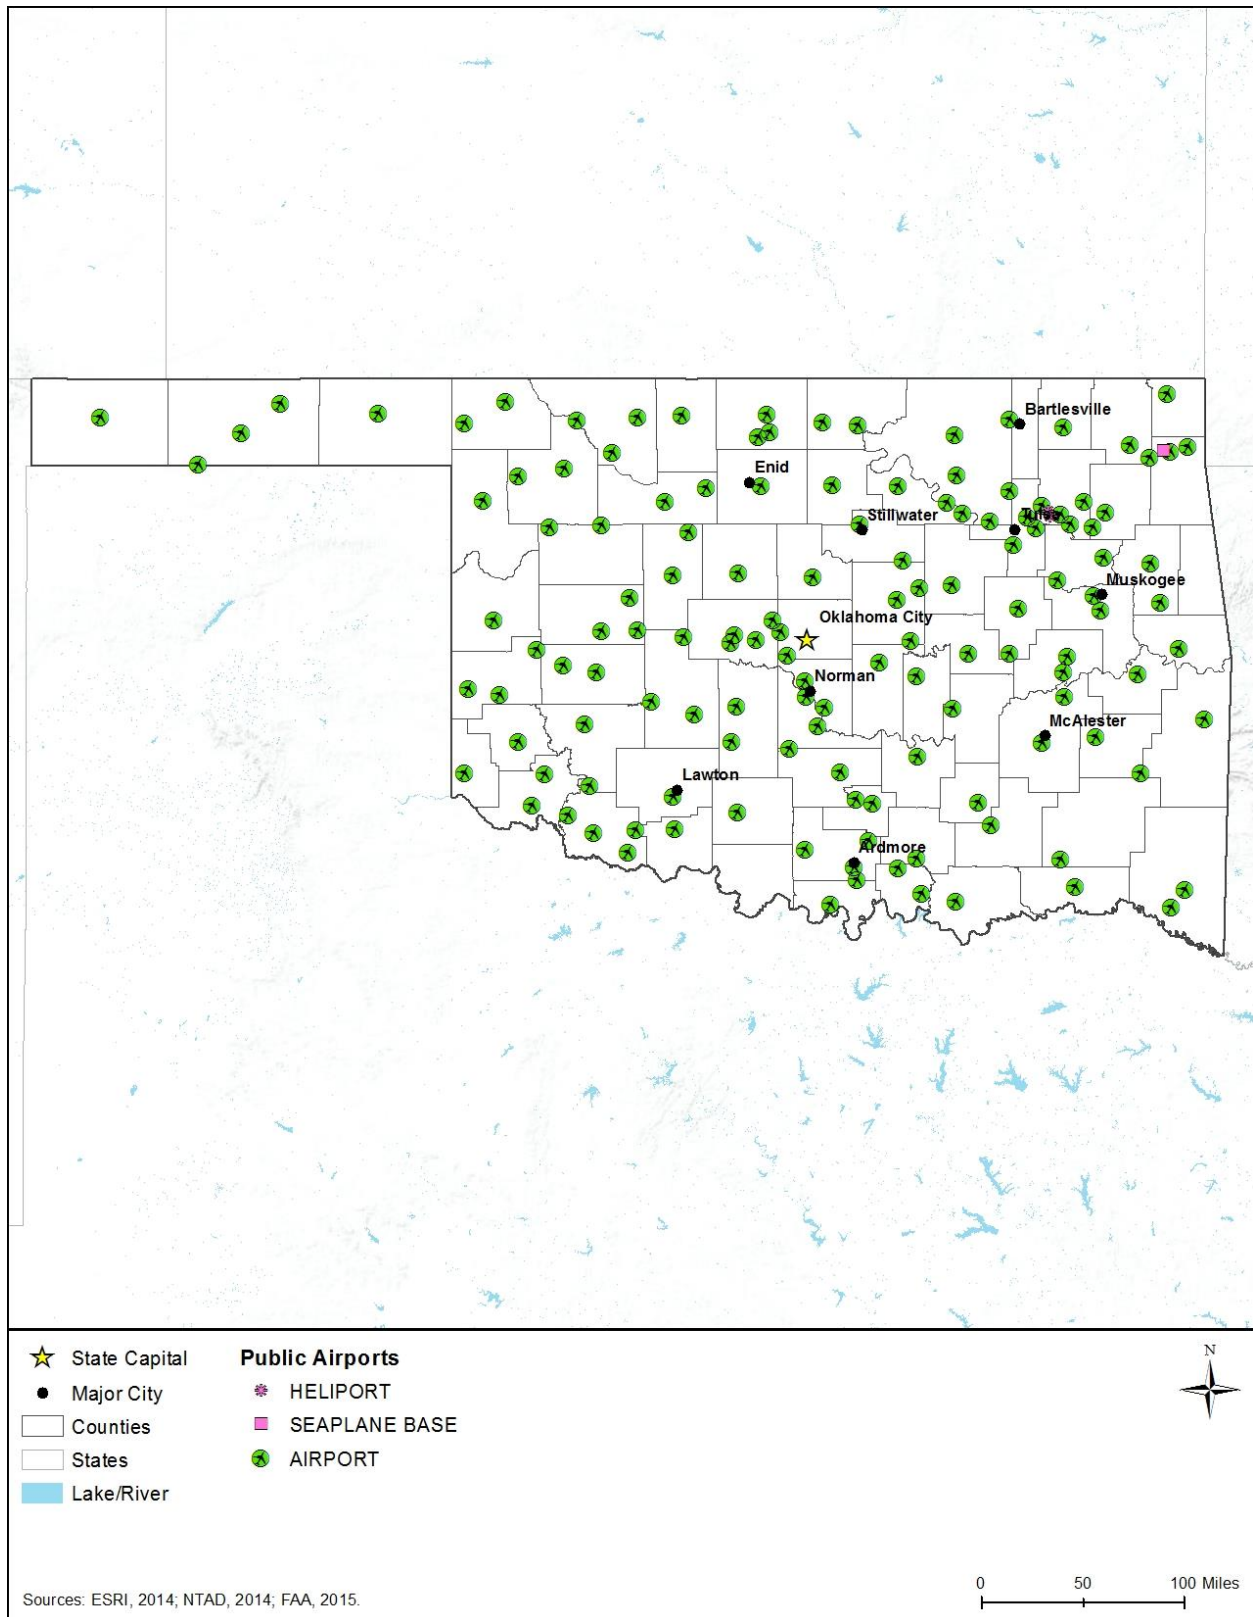 Bartlesville
Enid
Stillwater
Tulsa
Muskogee
Oklahoma City
Norman
McAlester
Lawton
Ardmore
State Capital
Major City
Counties
States
Lake/River
Public Airports
HELIPORT
SEAPLANE BASE
AIRPORT
N
0 50 100 Miles
Sources: ESRI, 2014; NTAD, 2014; FAA, 2015.